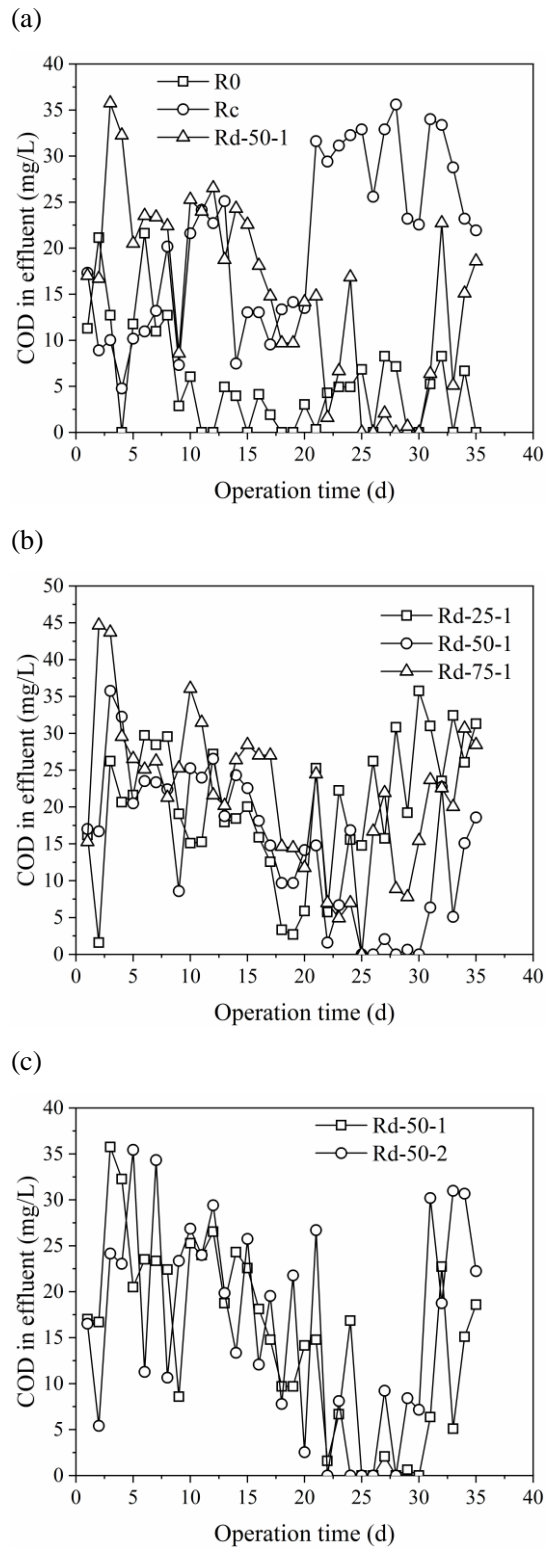 (a)
40
35
30
25
20
15
10
5
0
COD in effluent (mg/L)
R0
Rc
Rd-50-1
0 5 10 15 20 25 30 35 40
Operation time (d)
(b)
50
45
40
35
30
25
20
15
10
5
0
COD in effluent (mg/L)
Rd-25-1
Rd-50-1
Rd-75-1
0 5 10 15 20 25 30 35 40
Operation time (d)
(c)
40
35
30
25
20
15
10
5
0
COD in effluent (mg/L)
Rd-50-1
Rd-50-2
0 5 10 15 20 25 30 35 40
Operation time (d)